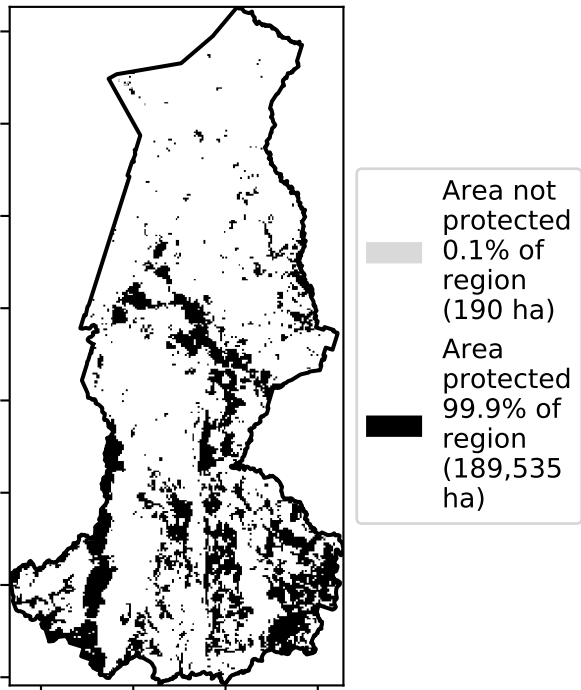 Area not
protected
0.1% of
region
(190 ha)
Area
protected
99.9% of
region
(189,535
ha)